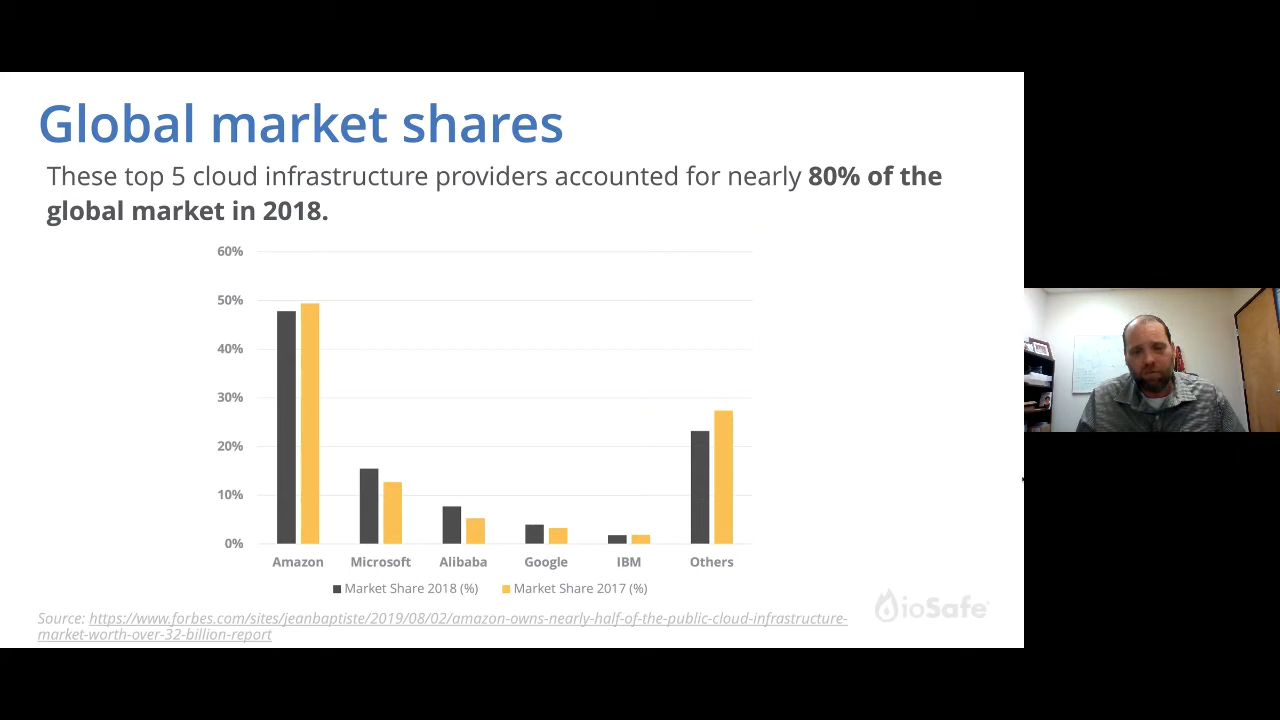 Global market shares
These top 5 cloud infrastructure providers accounted for nearly 80% of the
global market in 2018.
60%
50%
40%
30%
20%
10%
0%
Amazon Microsoft Alibaba Google IBM Others
Market Share 2018 (%) Market Share 2017 (%)
Source: https://www.forbes.com/sites/jeanbaptiste/2019/08/02/amazon-owns-nearly-half-of-the-public-cloud-infrastructure-
market-worth-over-32-billion-report
ioSafe